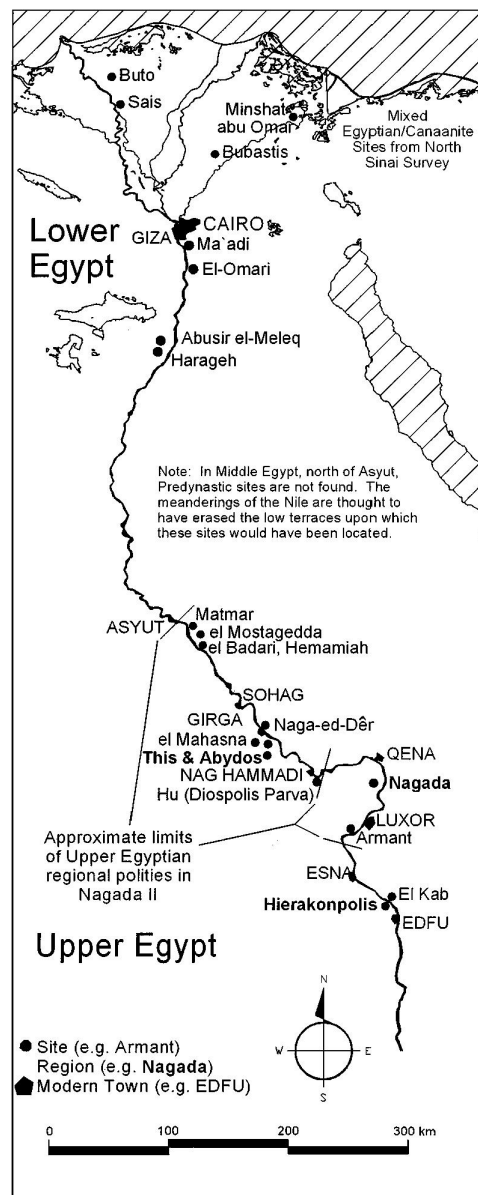 Buto
Sais
Minshat
abu Omar
Bubastis
Mixed
Egyptian/Canaanite
Sites from North
Sinai Survey
Lower
Egypt
CAIRO
GIZA
Ma`adi
El-Omari
Abusir el-Meleq
Harageh
Note: In Middle Egypt, north of Asyut,
Predynastic sites are not found. The
meanderings of the Nile are thought to
have erased the low terraces upon which
these sites would have been located.
Matmar
ASYUT
el Mostagedda
el Badari, Hemamiah
SOHAG
GIRGA
Naga-ed-Dêr
el Mahasna
This & Abydos
QENA
NAG HAMMADI
Nagada
Hu (Diospolis Parva)
LUXOR
Armant
Approximate limits
of Upper Egyptian
regional polities in
Nagada II
ESNA
El Kab
Hierakonpolis
EDFU
Upper Egypt
N
W
E
S
Site (e.g. Armant)
Region (e.g. Nagada)
Modern Town (e.g. EDFU)
0 100 200 300 km